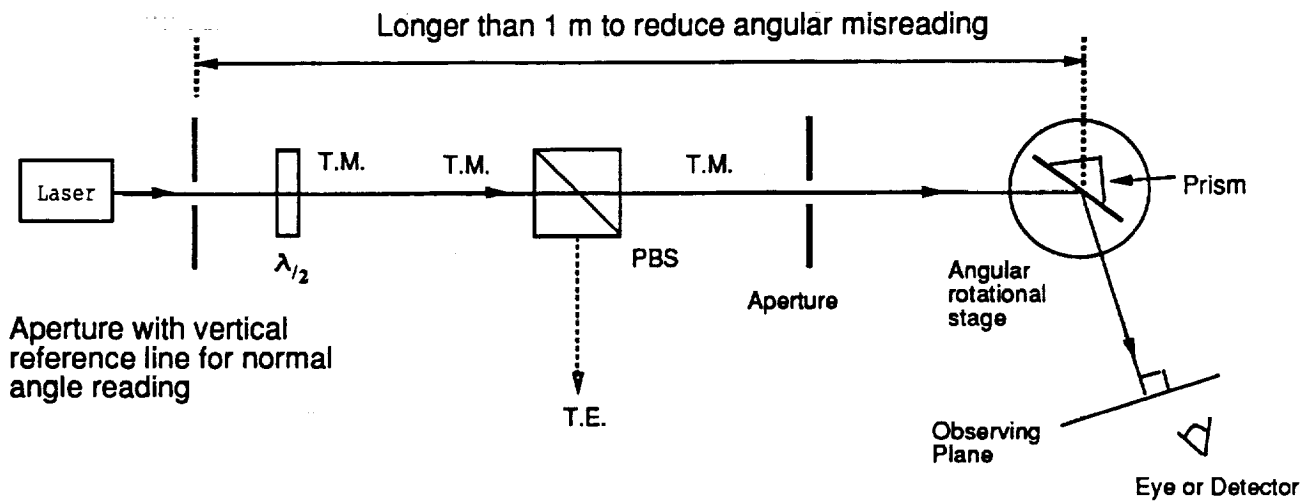 Longer than 1 m to reduce angular misreading
Laser
T.M.
T.M.
T.M.
Prism
λ/2
PBS
Aperture
Angular
rotational
stage
Aperture with vertical
reference line for normal
angle reading
T.E.
Observing
Plane
Eye or Detector